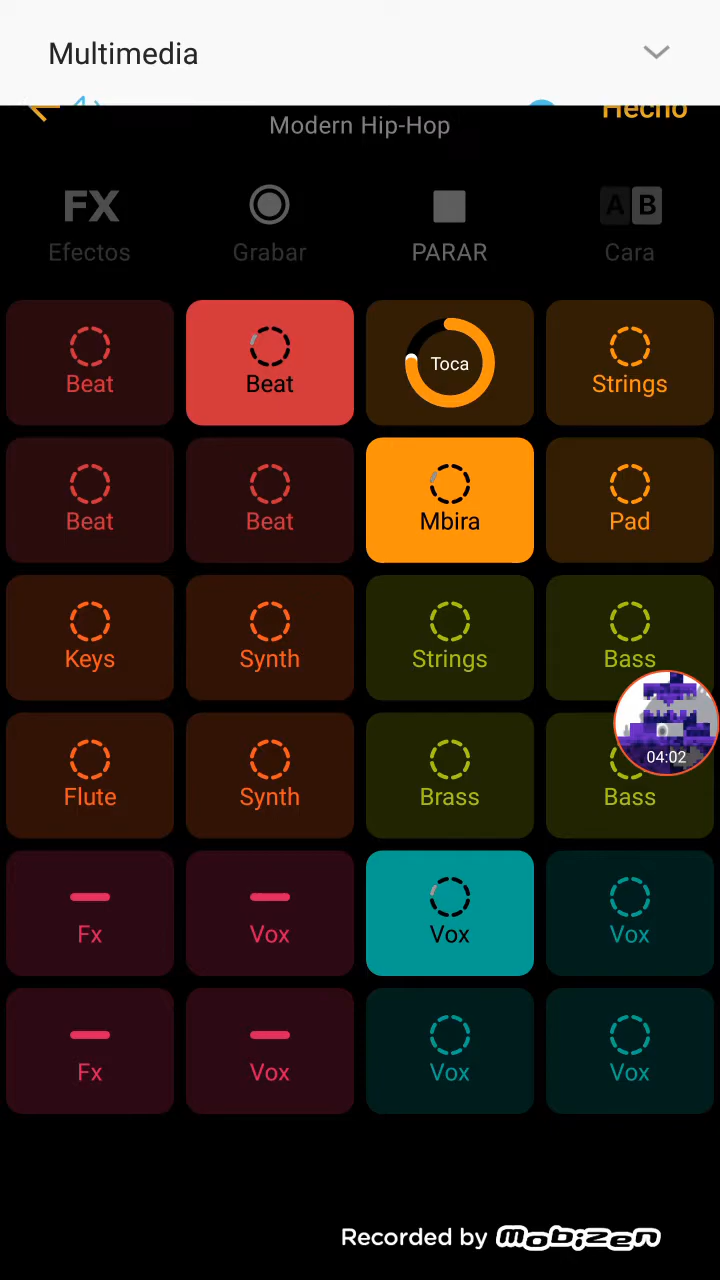 Multimedia
Hecho
Modern Hip-Hop
FX
A B
Efectos
Grabar
PARAR
Cara
Beat
Beat
Toca
Strings
Beat
Beat
Mbira
Pad
Keys
Synth
Strings
Bass
Flute
Synth
Brass
Bass
04:02
Fx
Vox
Vox
Vox
Fx
Vox
Vox
Vox
Recorded by mobizen